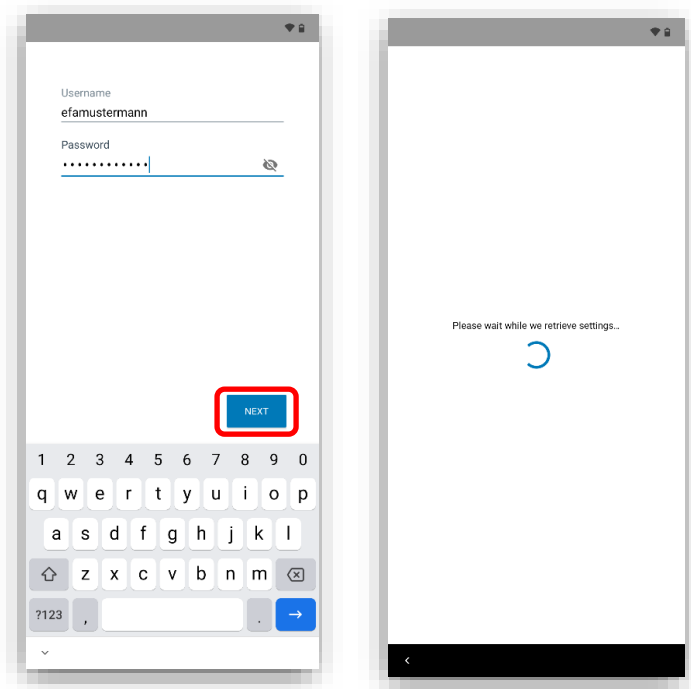 Username
efamustermann
Password
••••••••••••
NEXT
1 2 3 4 5 6 7 8 9 0
q w e r t y u i o p
a s d f g h j k l
z x c v b n m
?123 , .
Please wait while we retrieve settings...